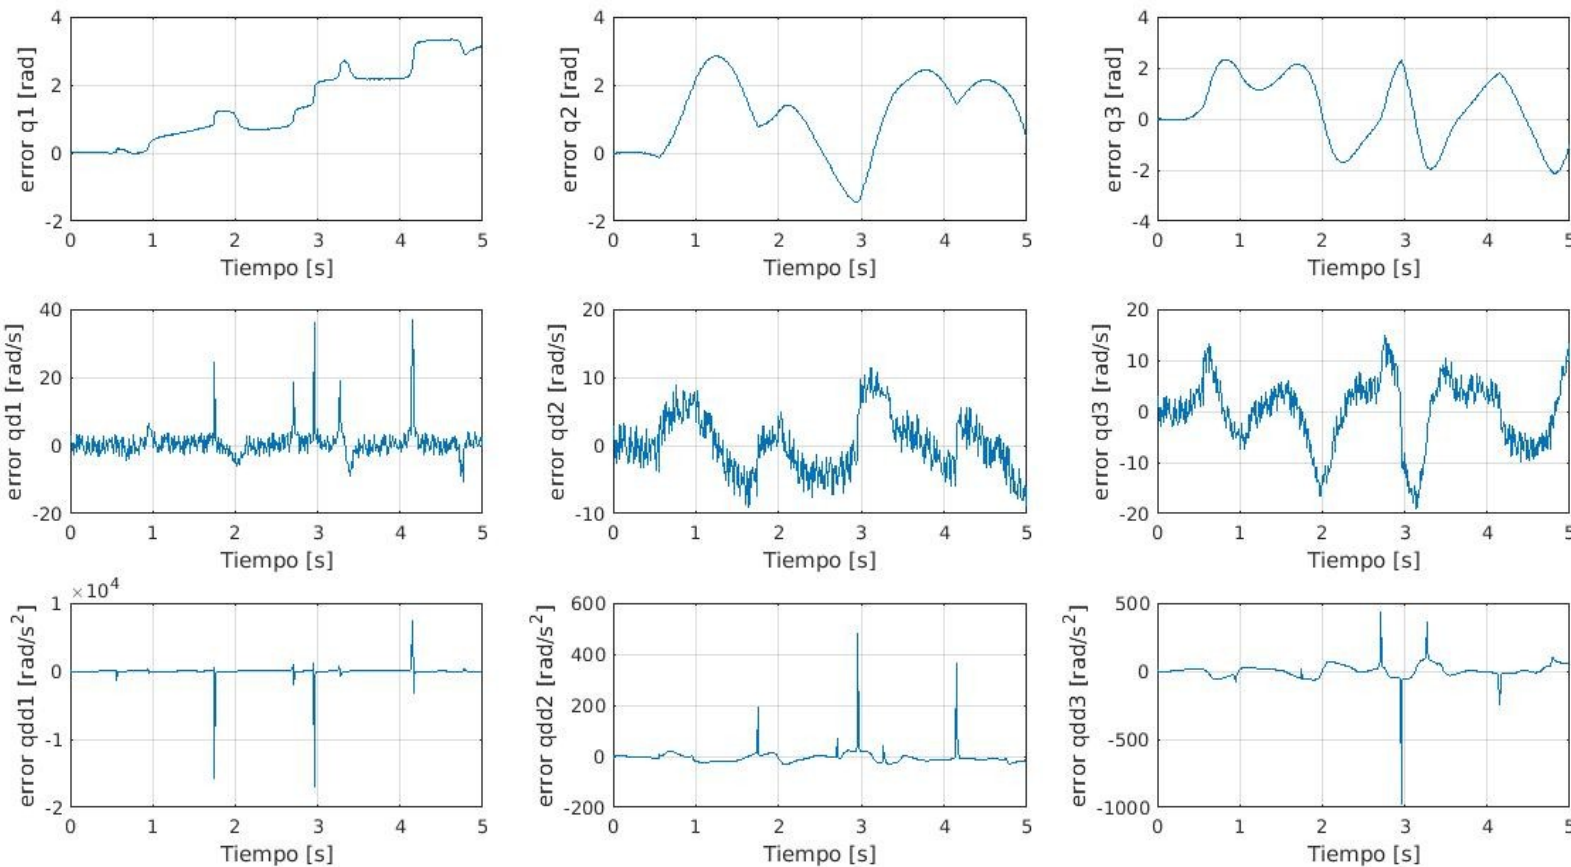 4
2
0
-2
error q1 [rad]
0 1 2 3 4 5
Tiempo [s]
4
2
0
-2
error q2 [rad]
0 1 2 3 4 5
Tiempo [s]
4
2
0
-2
-4
error q3 [rad]
0 1 2 3 4 5
Tiempo [s]
40
20
0
-20
error qd1 [rad/s]
0 1 2 3 4 5
Tiempo [s]
20
10
0
-10
error qd2 [rad/s]
0 1 2 3 4 5
Tiempo [s]
20
10
0
-10
-20
error qd3 [rad/s]
0 1 2 3 4 5
Tiempo [s]
×10⁴
1
0
-1
-2
error qdd1 [rad/s²]
0 1 2 3 4 5
Tiempo [s]
600
400
200
0
-200
error qdd2 [rad/s²]
0 1 2 3 4 5
Tiempo [s]
500
0
-500
-1000
error qdd3 [rad/s²]
0 1 2 3 4 5
Tiempo [s]